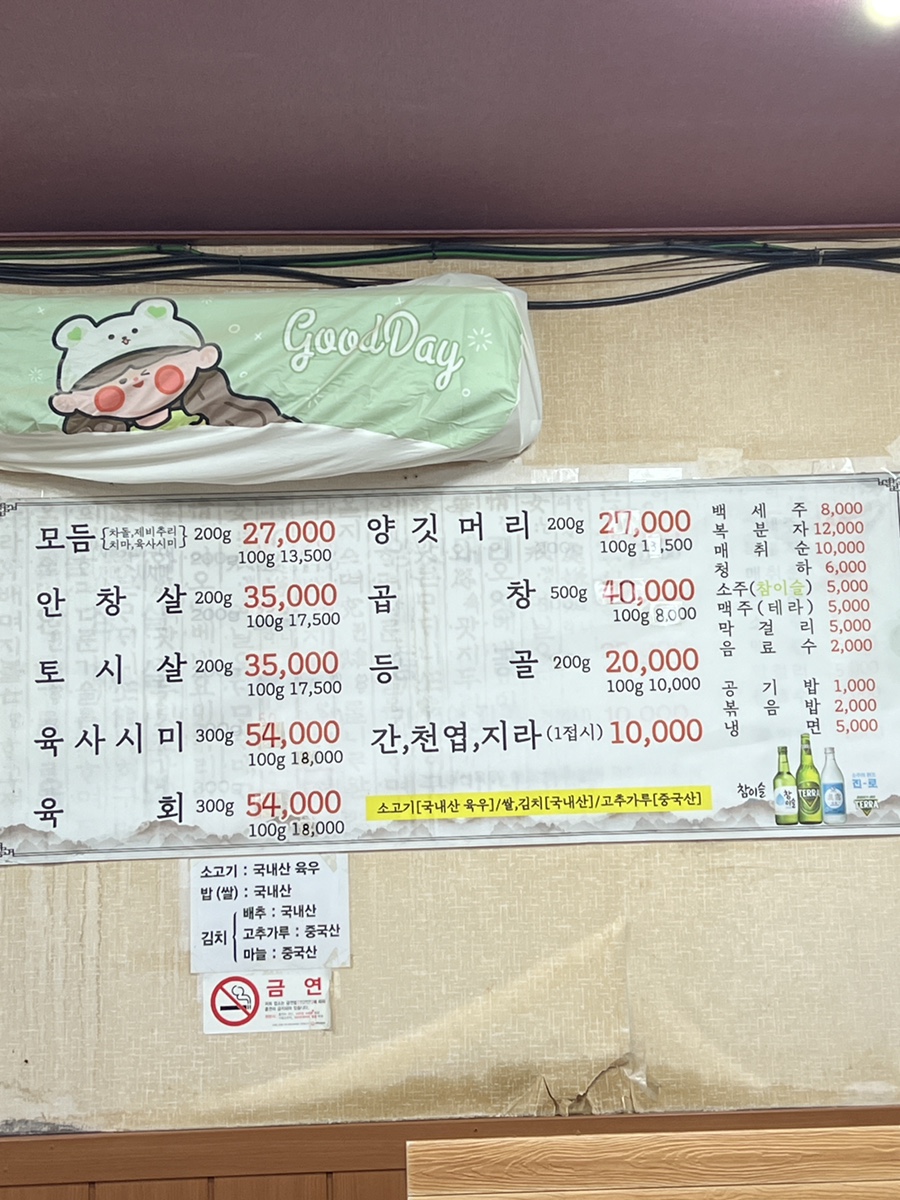 GoodDay
모듬{차돌,제비추리 치마,육사시미} 200g 27,000
100g 13,500
안창살 200g 35,000
100g 17,500
토시살 200g 35,000
100g 17,500
육사시미 300g 54,000
100g 18,000
육회 300g 54,000
100g 18,000
양깃머리 200g 27,000
100g 13,500
곱창 500g 40,000
100g 8,000
등골 200g 20,000
100g 10,000
간,천엽,지라(1접시) 10,000
소고기[국내산 육우]/쌀,김치[국내산]/고추가루[중국산]
백세주 8,000
복분자 12,000
매취순 10,000
청하 6,000
소주(참이슬) 5,000
맥주(테라) 5,000
막걸리 5,000
음료수 2,000
공기밥 1,000
볶음밥 2,000
냉면 5,000
참이슬
참이슬
TERRA
진-로
TERRA
소고기 : 국내산 육우
밥 (쌀) : 국내산
김치 { 배추 : 국내산
고추가루 : 중국산
마늘 : 중국산
금연